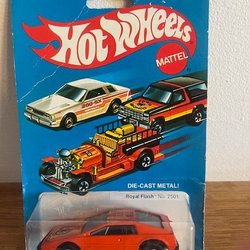 Hot Wheels
MATTEL
DIE-CAST METAL!
Royal Flash No. 2501